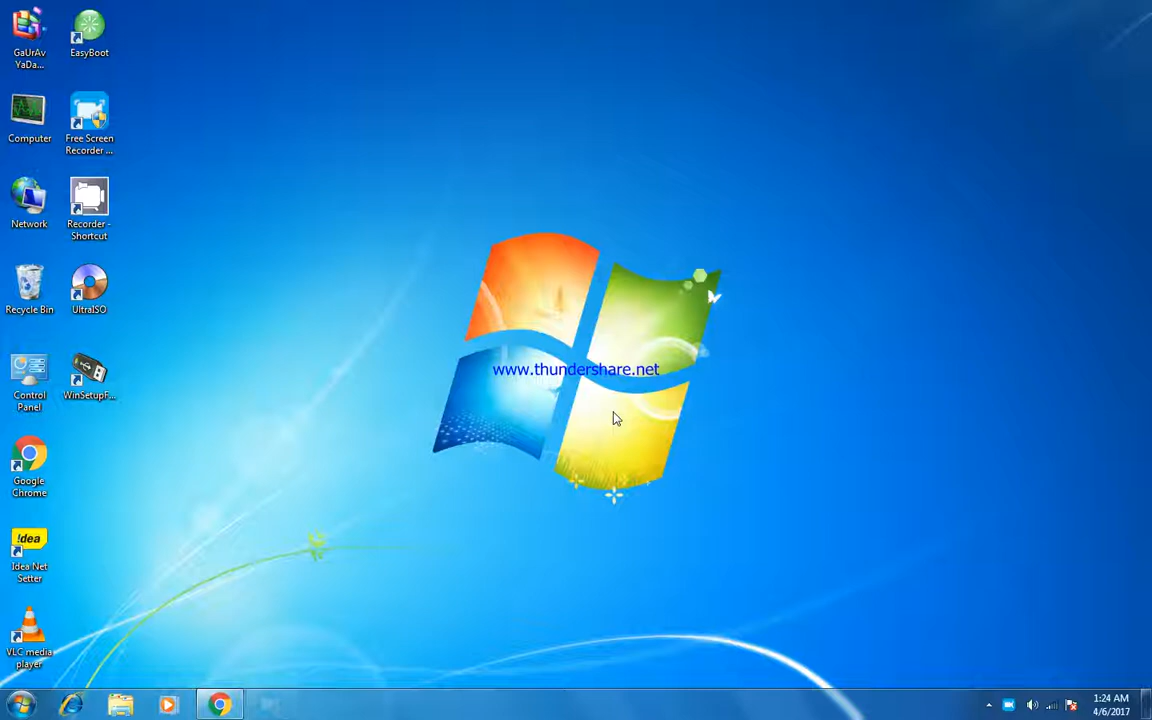 GaUrAv
YaDa...
EasyBoot
Computer
Free Screen
Recorder ...
Network
Recorder -
Shortcut
Recycle Bin
UltraISO
Control
Panel
WinSetupF...
Google
Chrome
!dea
Idea Net
Setter
VLC media
player
www.thundershare.net
1:24 AM
4/6/2017